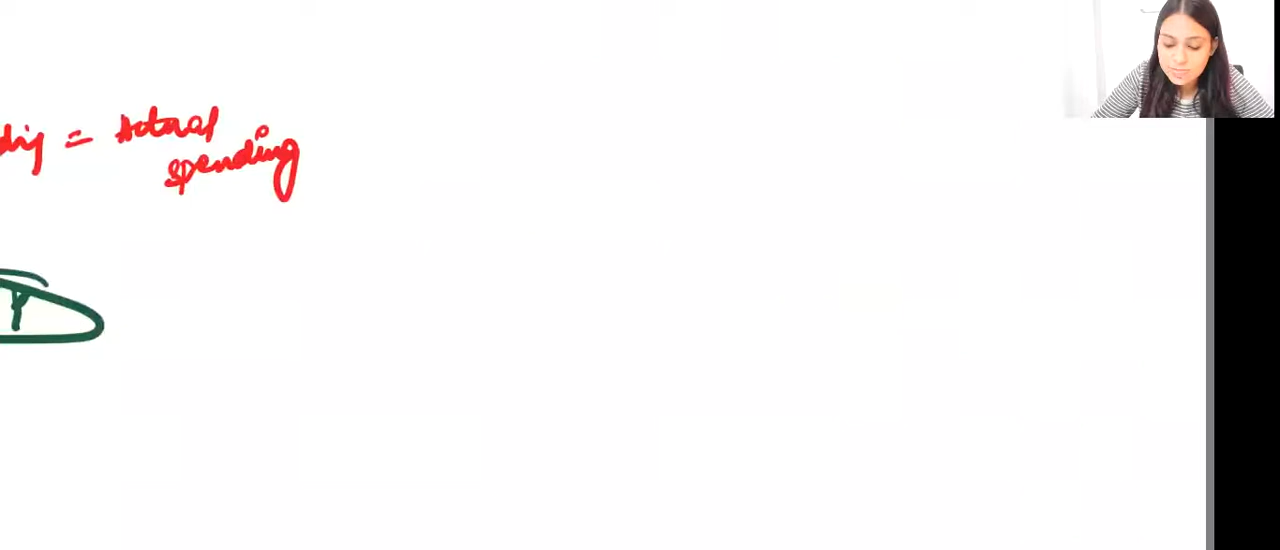 = Actual
spending
Y